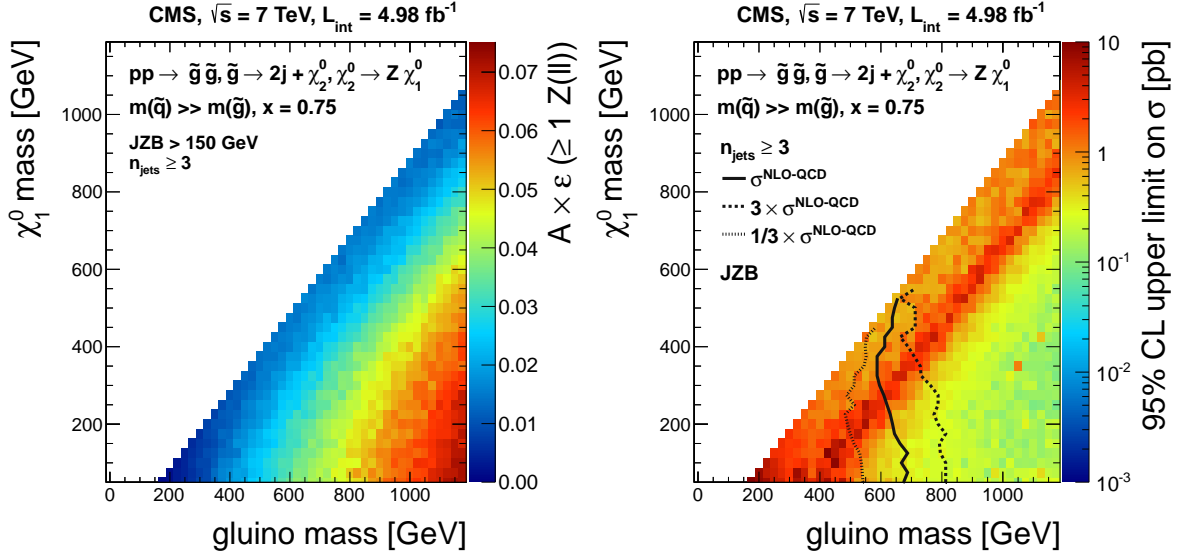 CMS, √s = 7 TeV, L_int = 4.98 fb⁻¹
pp → g̃ g̃, g̃ → 2j + χ⁰₂, χ⁰₂ → Z χ⁰₁
m(q̃) >> m(g̃), x = 0.75
JZB > 150 GeV
n_jets ≥ 3
χ⁰₁ mass [GeV]
1000
800
600
400
200
0 200 400 600 800 1000
gluino mass [GeV]
0.07
0.06
0.05
0.04
0.03
0.02
0.01
0.00
A × ε (≥ 1 Z(ll))
CMS, √s = 7 TeV, L_int = 4.98 fb⁻¹
pp → g̃ g̃, g̃ → 2j + χ⁰₂, χ⁰₂ → Z χ⁰₁
m(q̃) >> m(g̃), x = 0.75
n_jets ≥ 3
σ^NLO-QCD
3 × σ^NLO-QCD
1/3 × σ^NLO-QCD
JZB
χ⁰₁ mass [GeV]
1000
800
600
400
200
0 200 400 600 800 1000
gluino mass [GeV]
10
1
10⁻¹
10⁻²
10⁻³
95% CL upper limit on σ [pb]